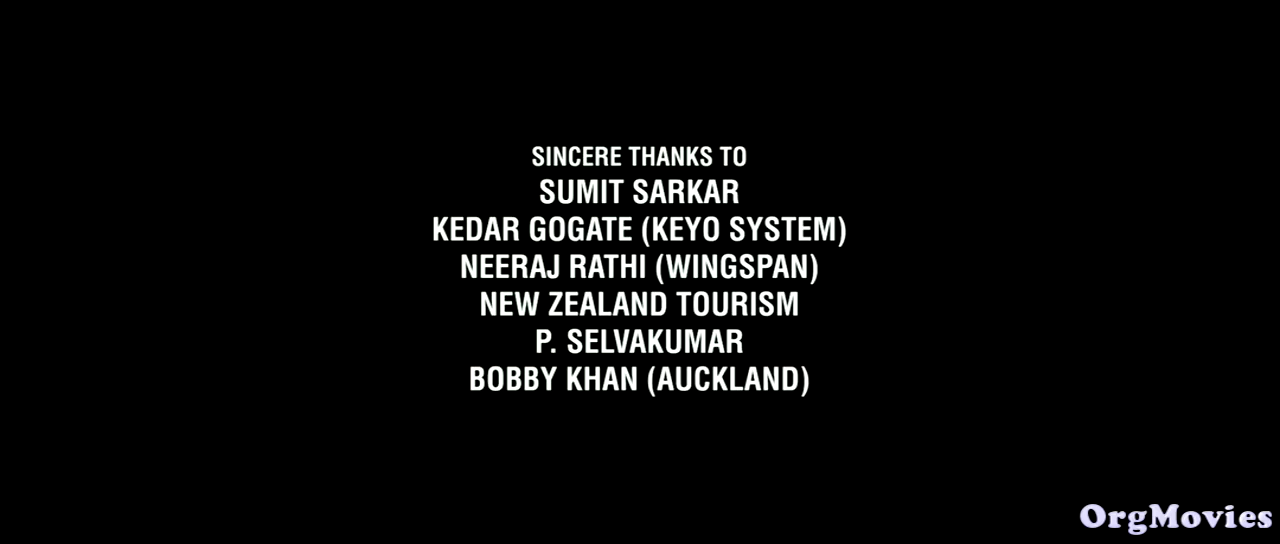 SINCERE THANKS TO
SUMIT SARKAR
KEDAR GOGATE (KEYO SYSTEM)
NEERAJ RATHI (WINGSPAN)
NEW ZEALAND TOURISM
P. SELVAKUMAR
BOBBY KHAN (AUCKLAND)
OrgMovies